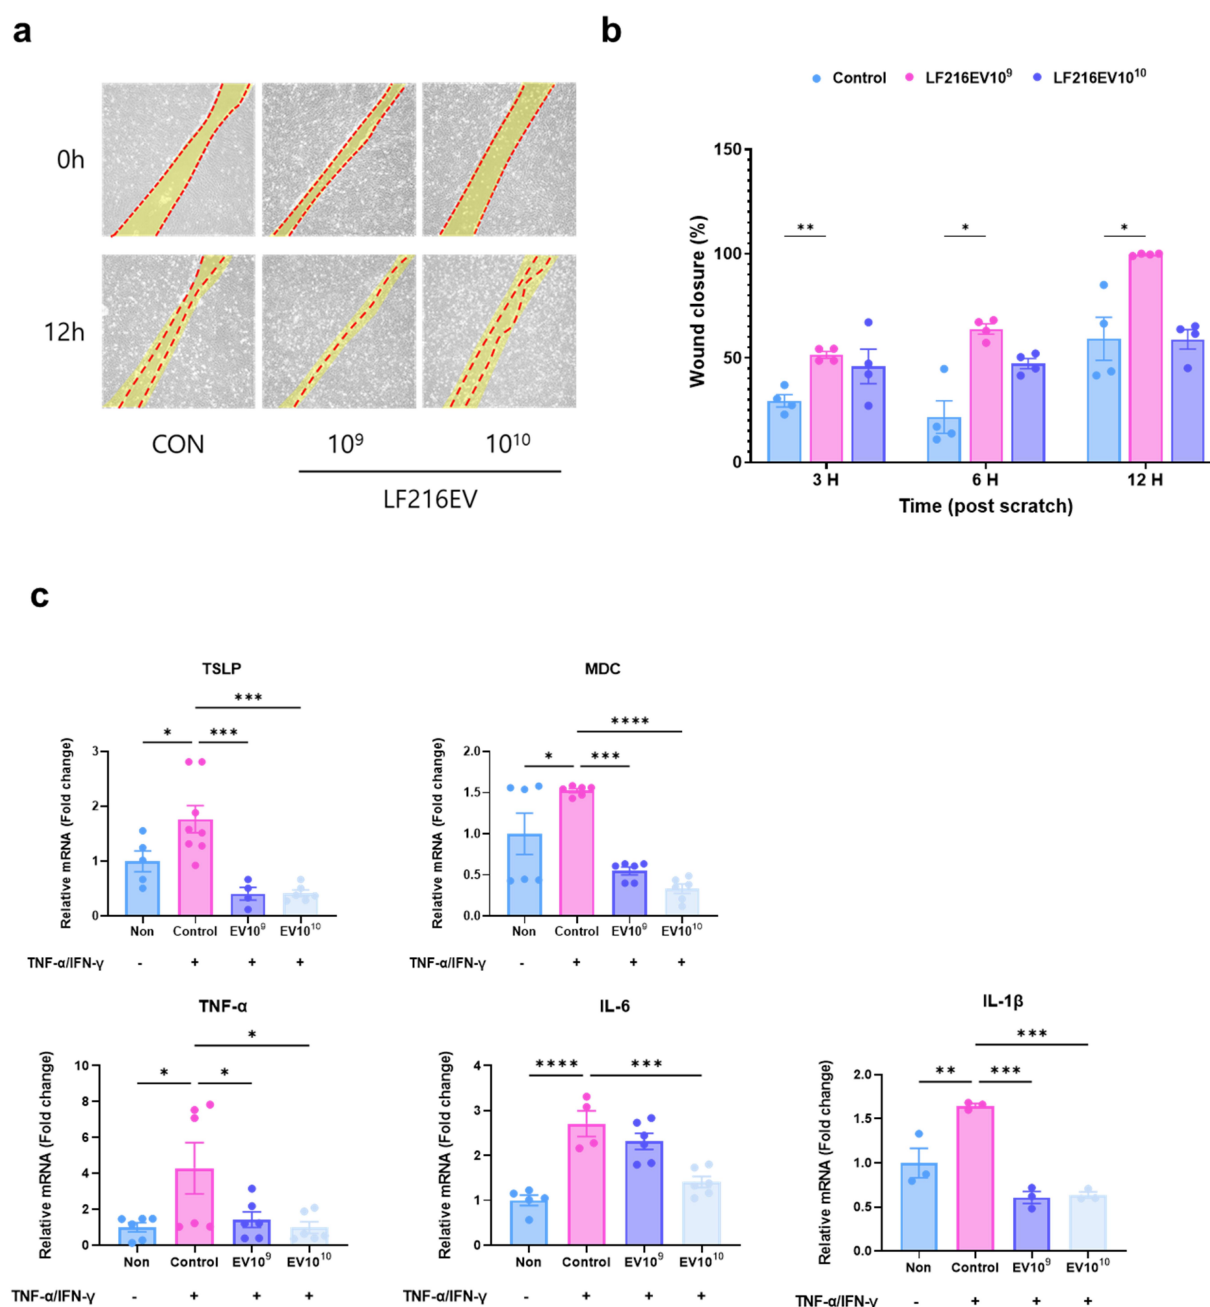 a
0h
12h
CON
10⁹
10¹⁰
LF216EV
b
Control
LF216EV10⁹
LF216EV10¹⁰
Wound closure (%)
150
100
50
0
**
*
*
3 H
6 H
12 H
Time (post scratch)
c
TSLP
Relative mRNA (Fold change)
3
2
1
0
***
*
***
Non
Control
EV10⁹
EV10¹⁰
TNF-α/IFN-γ
-
+
+
+
MDC
Relative mRNA (Fold change)
2.0
1.5
1.0
0.5
0.0
****
*
***
Non
Control
EV10⁹
EV10¹⁰
TNF-α/IFN-γ
-
+
+
+
TNF-α
Relative mRNA (Fold change)
10
8
6
4
2
0
*
*
*
Non
Control
EV10⁹
EV10¹⁰
TNF-α/IFN-γ
-
+
+
+
IL-6
Relative mRNA (Fold change)
4
3
2
1
0
****
***
Non
Control
EV10⁹
EV10¹⁰
TNF-α/IFN-γ
-
+
+
+
IL-1β
Relative mRNA (Fold change)
2.0
1.5
1.0
0.5
0.0
***
**
***
Non
Control
EV10⁹
EV10¹⁰
TNF-α/IFN-γ
-
+
+
+